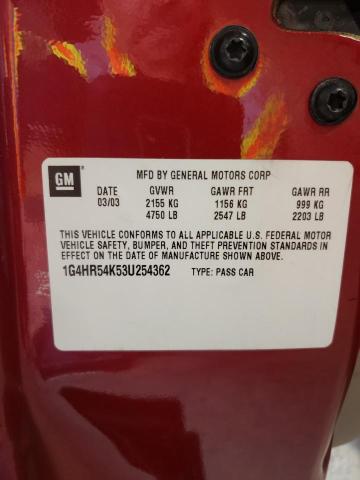 GM
MFD BY GENERAL MOTORS CORP
DATE GVWR GAWR FRT GAWR RR
03/03 2155 KG 1156 KG 999 KG
4750 LB 2547 LB 2203 LB
THIS VEHICLE CONFORMS TO ALL APPLICABLE U.S. FEDERAL MOTOR
VEHICLE SAFETY, BUMPER, AND THEFT PREVENTION STANDARDS IN
EFFECT ON THE DATE OF MANUFACTURE SHOWN ABOVE.
1G4HR54K53U254362 TYPE: PASS CAR